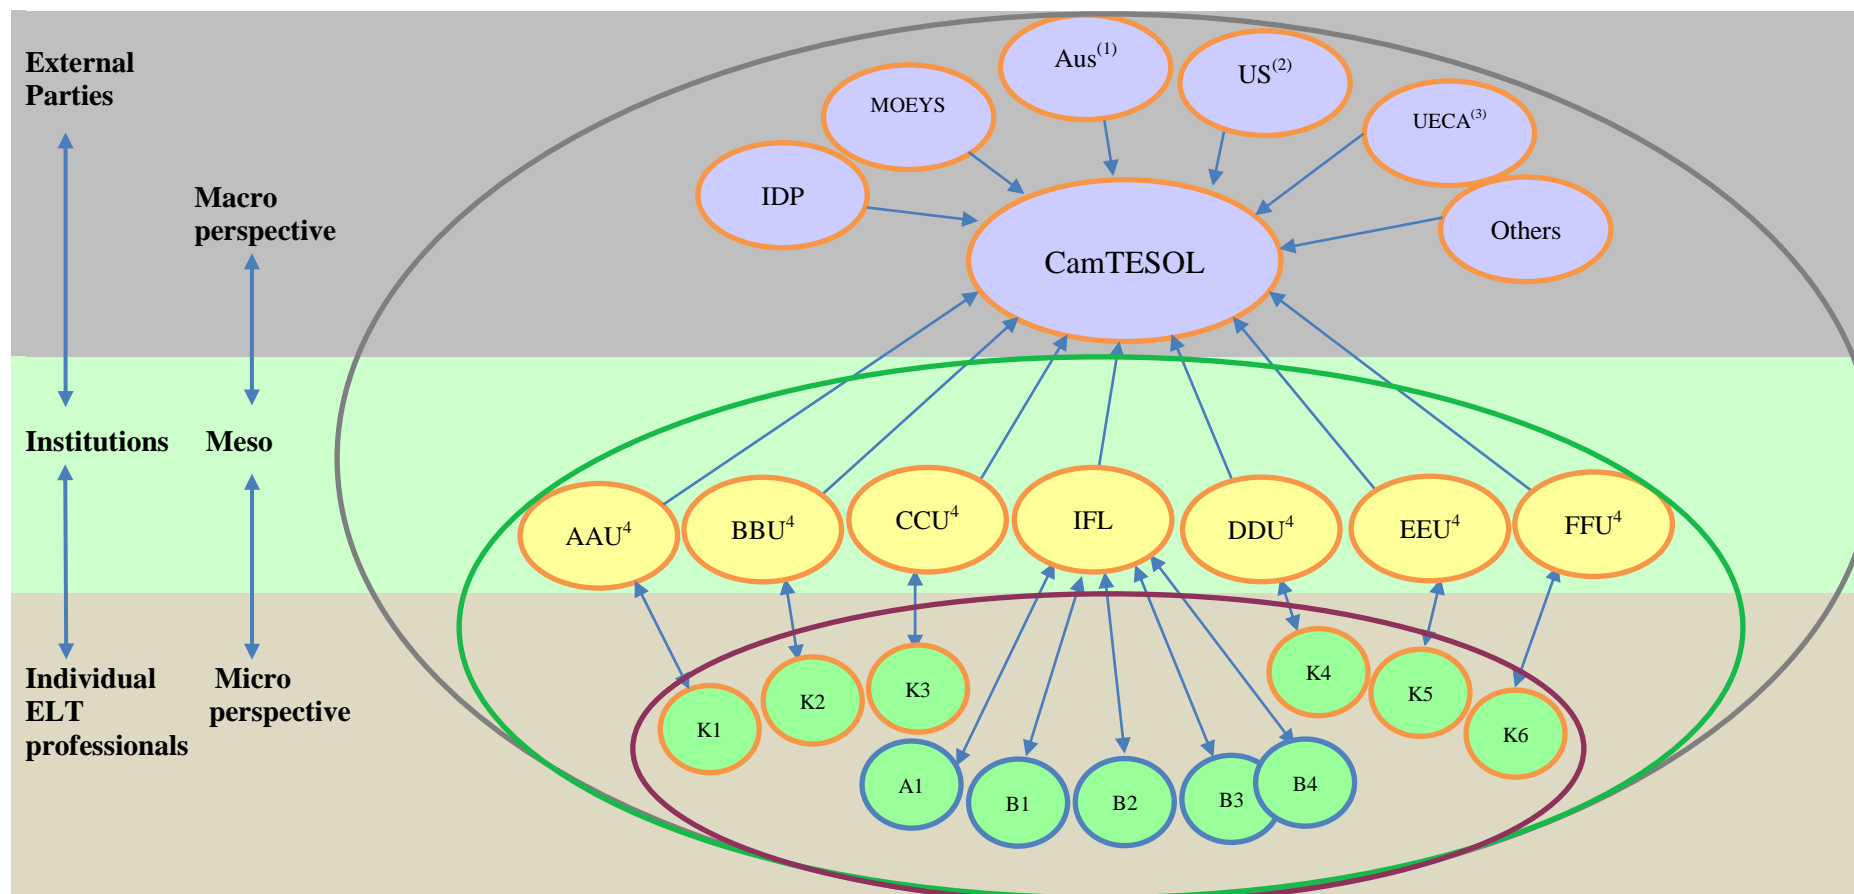 External
Parties
Macro
perspective
Aus(1)
US(2)
MOEYS
UECA(3)
IDP
Others
CamTESOL
Institutions
Meso
AAU4
BBU4
CCU4
IFL
DDU4
EEU4
FFU4
Individual
ELT
professionals
Micro
perspective
K1
K2
K3
K4
K5
K6
A1
B1
B2
B3
B4